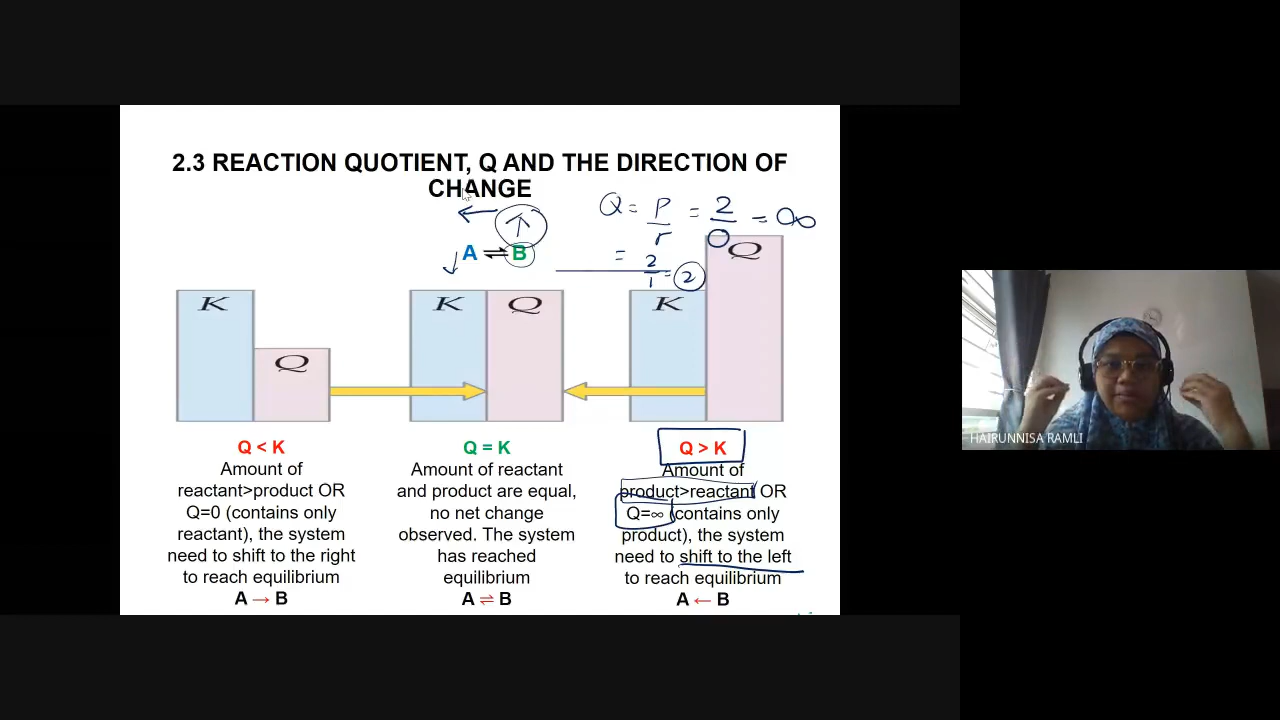 2.3 REACTION QUOTIENT, Q AND THE DIRECTION OF
CHANGE
Q = P/r = 2/0 = ∞
= 2/1 = 2
A ⇌ B
K
Q
K
Q
K
Q
Q < K
Amount of
reactant>product OR
Q=0 (contains only
reactant), the system
need to shift to the right
to reach equilibrium
A → B
Q = K
Amount of reactant
and product are equal,
no net change
observed. The system
has reached
equilibrium
A ⇌ B
Q > K
Amount of
product>reactant OR
Q=∞ (contains only
product), the system
need to shift to the left
to reach equilibrium
A ← B
HAIRUNNISA RAMLI